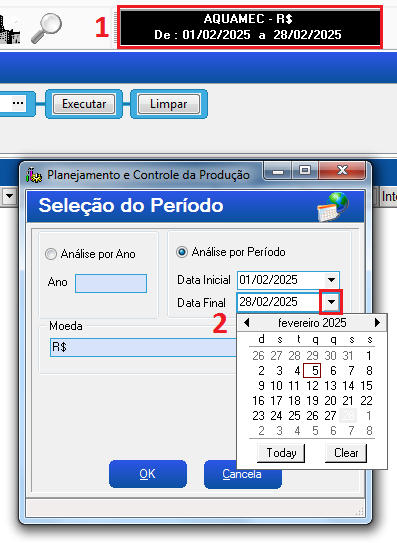 1
AQUAMEC - R$
De : 01/02/2025 a 28/02/2025
... Executar Limpar
Planejamento e Controle da Produção
Inte
Seleção do Período
Análise por Ano
Análise por Período
Ano
Data Inicial 01/02/2025
Data Final 28/02/2025
2
Moeda
R$
fevereiro 2025
d s t q q s s
26 27 28 29 30 31 1
2 3 4 5 6 7 8
9 10 11 12 13 14 15
16 17 18 19 20 21 22
23 24 25 26 27 28 1
2 3 4 5 6 7 8
Today Clear
OK Cancela